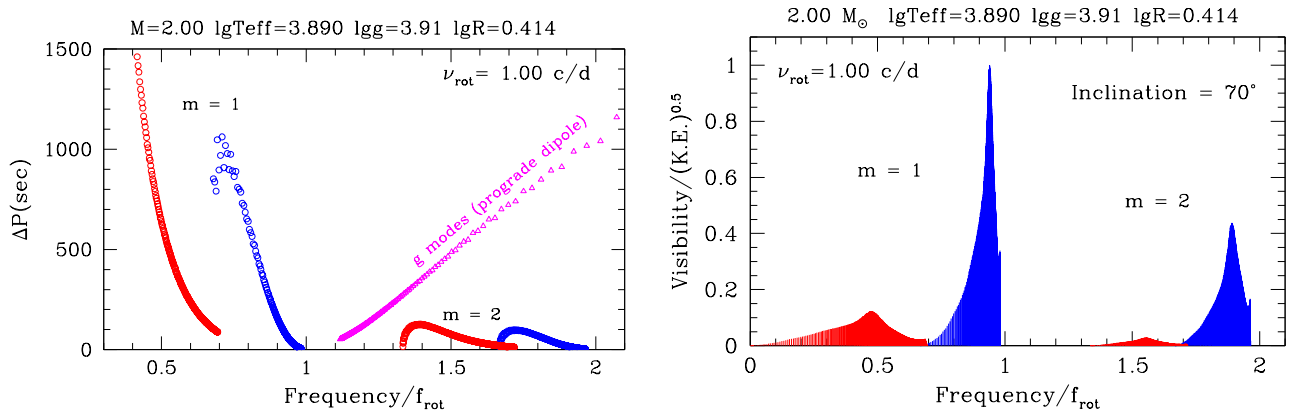 M=2.00 lgTeff=3.890 lgg=3.91 lgR=0.414
ΔP(sec)
1500
1000
500
0
ν_rot= 1.00 c/d
m = 1
g modes (prograde dipole)
m = 2
0.5 1 1.5 2
Frequency/f_rot
2.00 M_⊙ lgTeff=3.890 lgg=3.91 lgR=0.414
Visibility/(K.E.)^0.5
1
0.8
0.6
0.4
0.2
0
ν_rot=1.00 c/d
Inclination = 70°
m = 1
m = 2
0 0.5 1 1.5 2
Frequency/f_rot